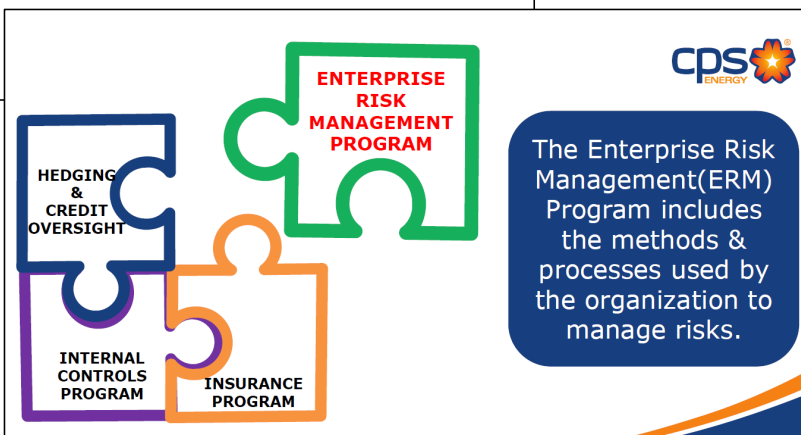 ENTERPRISE
RISK
MANAGEMENT
PROGRAM
cps
ENERGY
®
HEDGING
&
CREDIT
OVERSIGHT
The Enterprise Risk
Management(ERM)
Program includes
the methods &
processes used by
the organization to
manage risks.
INTERNAL
CONTROLS
PROGRAM
INSURANCE
PROGRAM